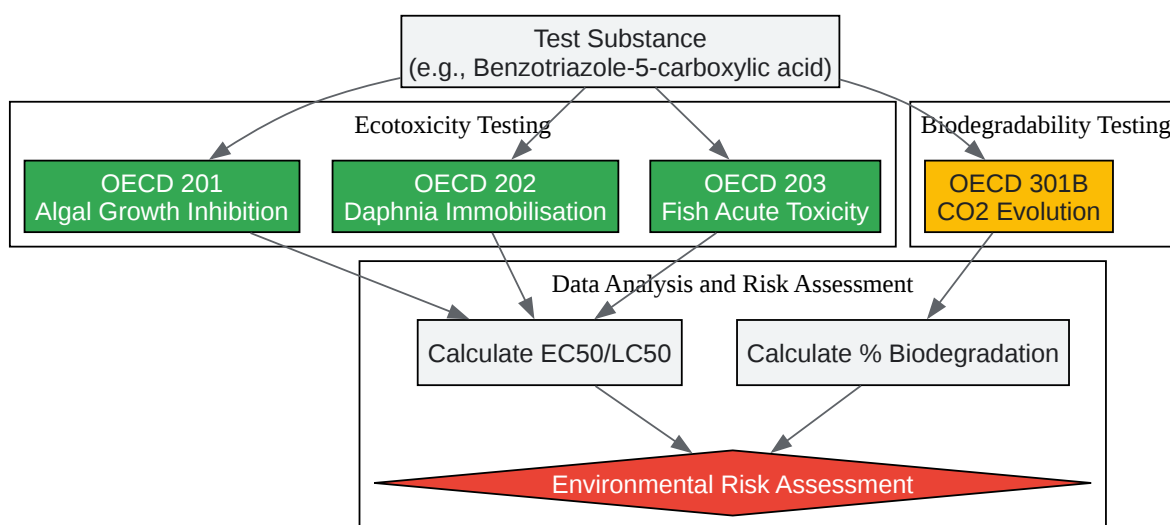 Test Substance
(e.g., Benzotriazole-5-carboxylic acid)
Ecotoxicity Testing
Biodegradability Testing
OECD 201
Algal Growth Inhibition
OECD 202
Daphnia Immobilisation
OECD 203
Fish Acute Toxicity
OECD 301B
CO2 Evolution
Data Analysis and Risk Assessment
Calculate EC50/LC50
Calculate % Biodegradation
Environmental Risk Assessment